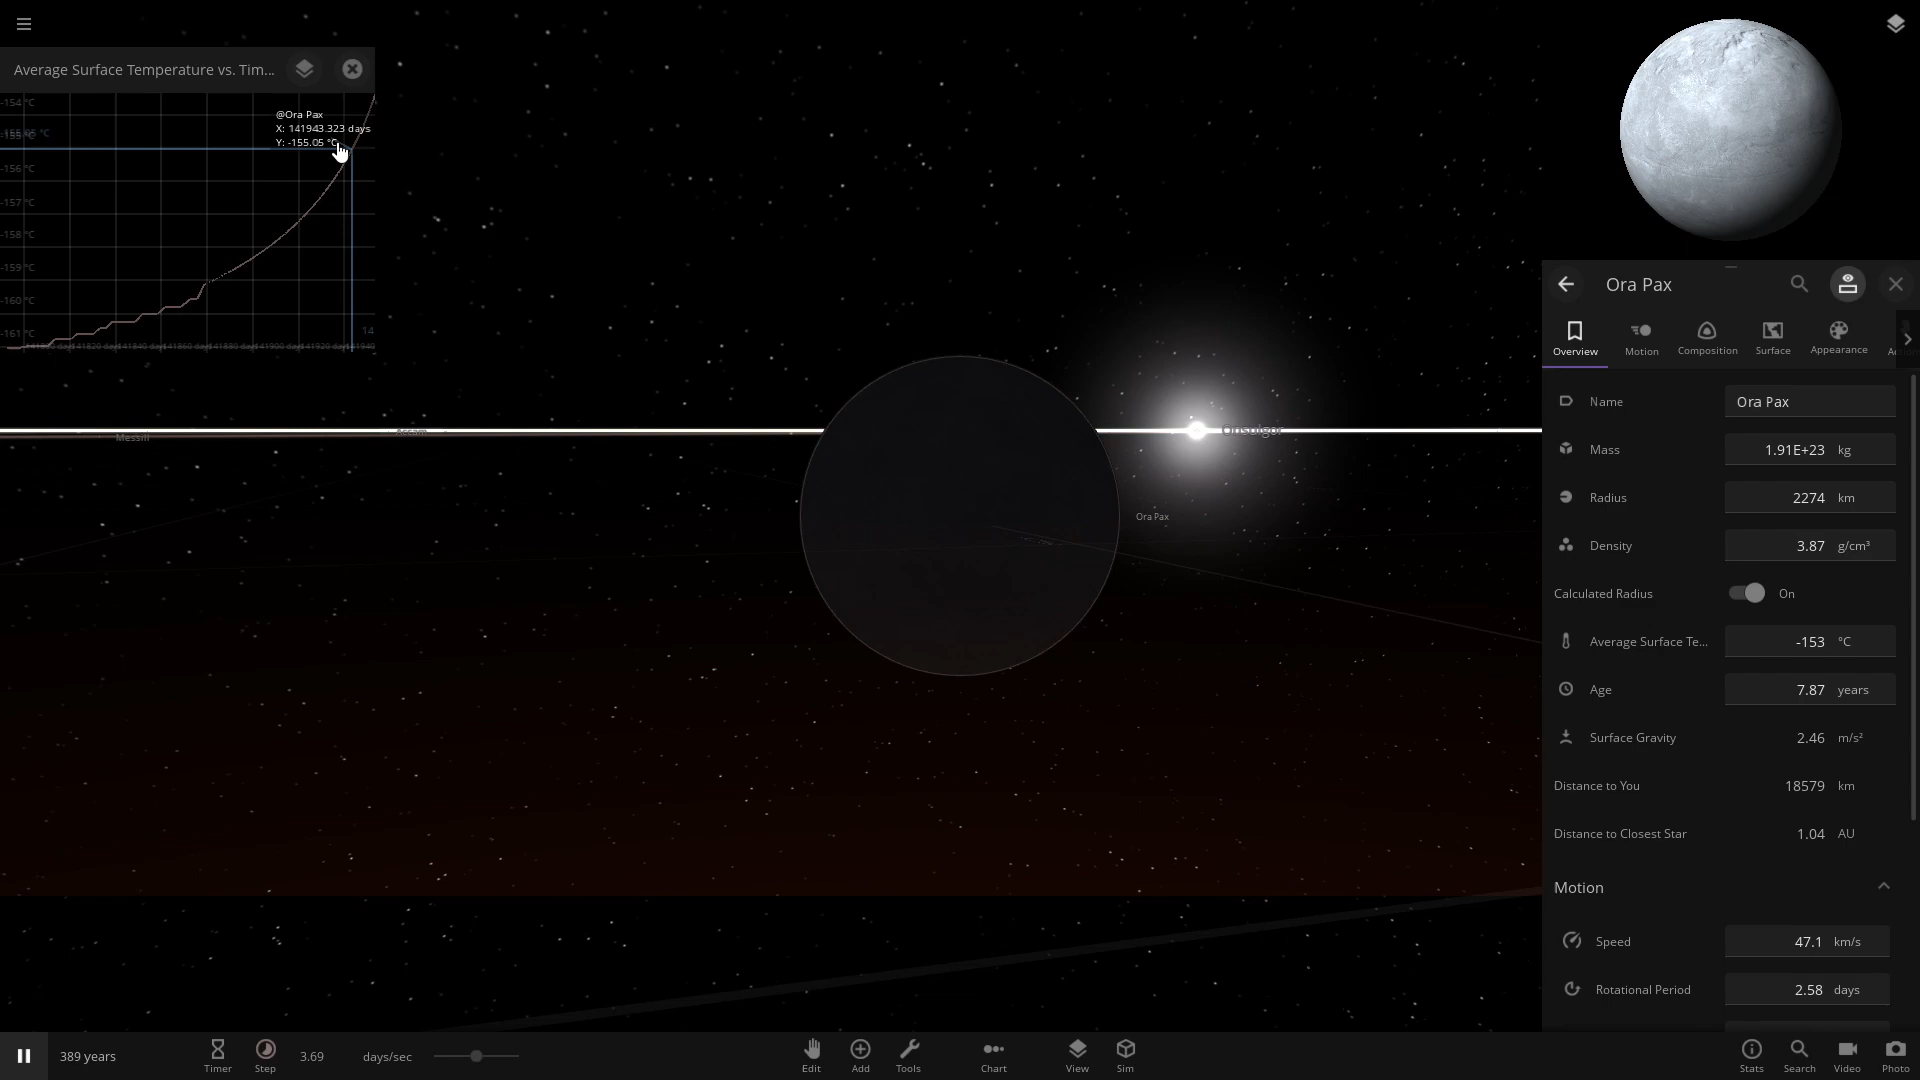 Average Surface Temperature vs. Tim...
-154 °C
@Ora Pax
X: 141943.323 days
Y: -155.05 °C
-156 °C
-157 °C
-158 °C
-159 °C
-160 °C
-161 °C
14
Messill
Assam
Onsulgor
Ora Pax
Ora Pax
Overview
Motion
Composition
Surface
Appearance
Name
Ora Pax
Mass
1.91E+23 kg
Radius
2274 km
Density
3.87 g/cm³
Calculated Radius
On
Average Surface Te...
-153 °C
Age
7.87 years
Surface Gravity
2.46 m/s²
Distance to You
18579 km
Distance to Closest Star
1.04 AU
Motion
Speed
47.1 km/s
Rotational Period
2.58 days
389 years
Timer
Step
3.69 days/sec
Edit
Add
Tools
Chart
View
Sim
Stats
Search
Video
Photo